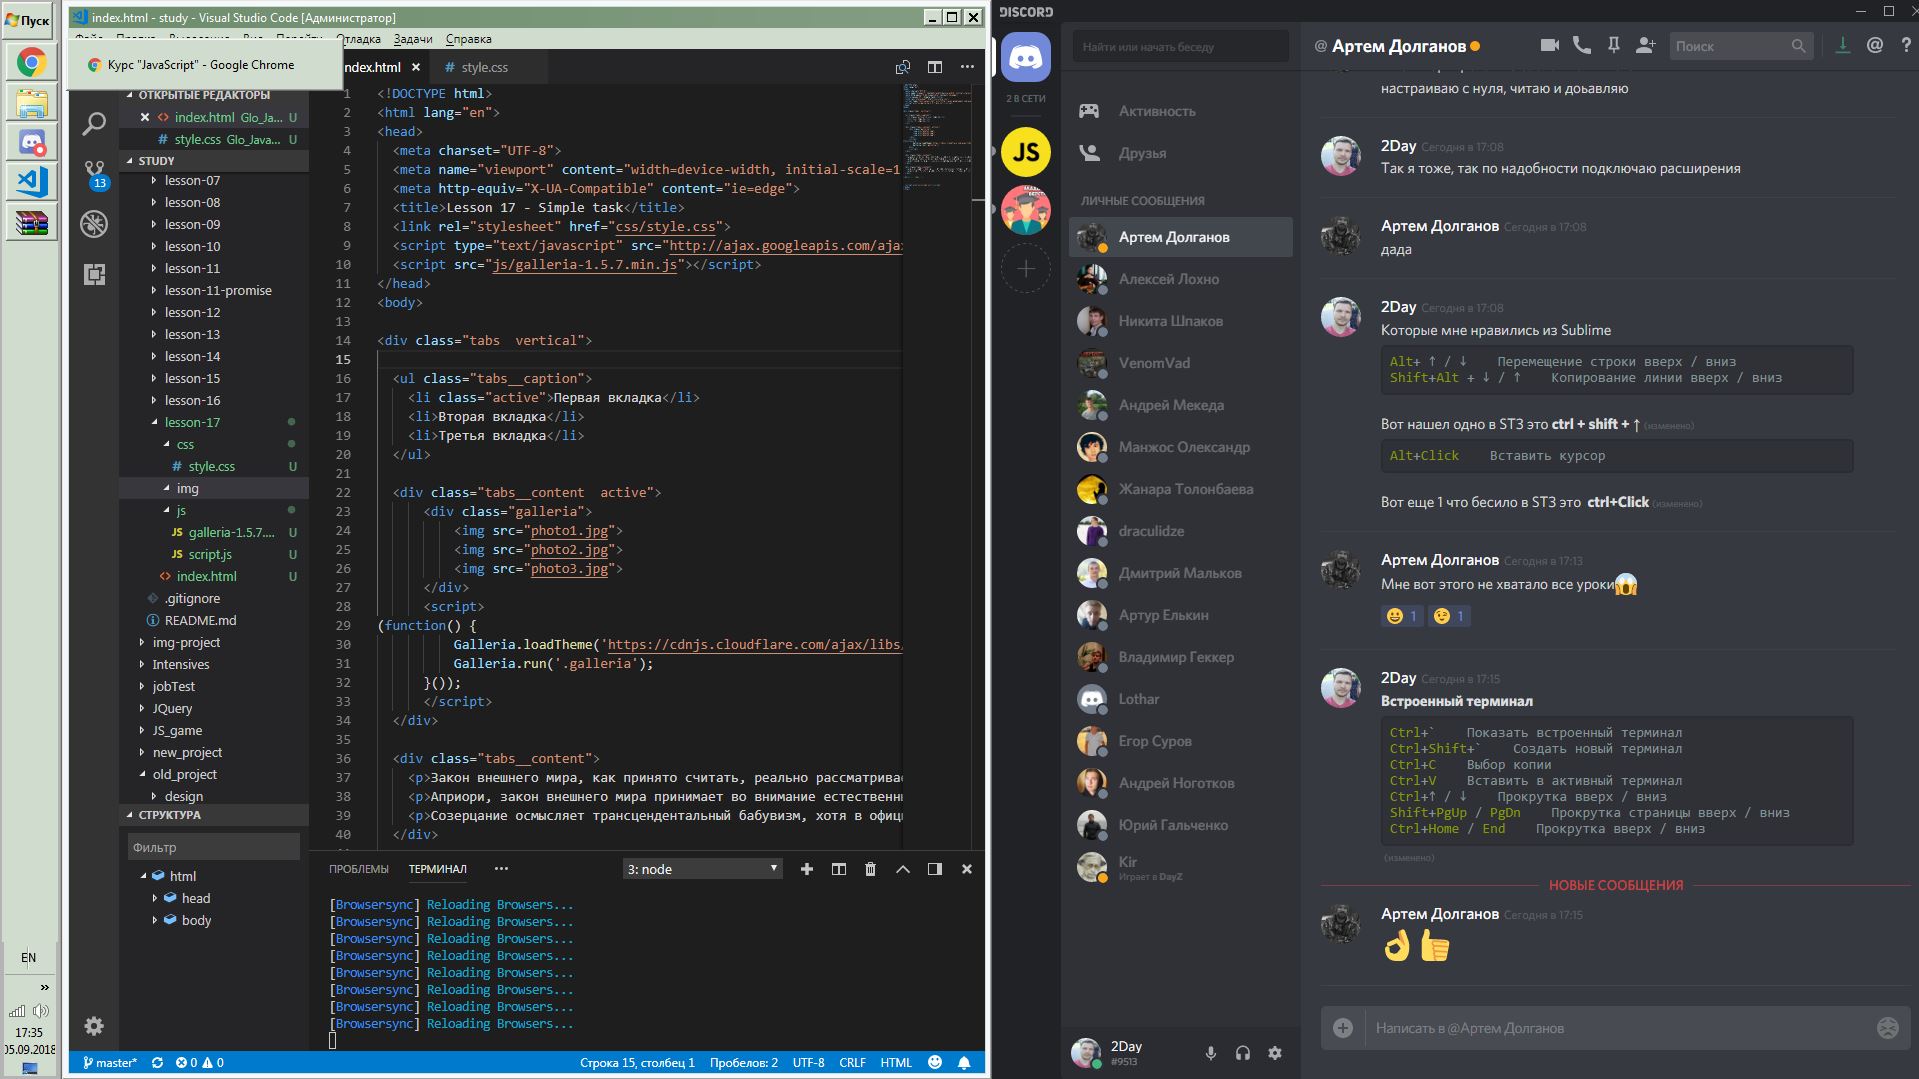 Пуск
index.html - study - Visual Studio Code [Администратор]
Отладка Задачи Справка
Курс "JavaScript" - Google Chrome
index.html
# style.css
ОТКРЫТЫЕ РЕДАКТОРЫ
index.html Glo_Ja... U
# style.css Glo_Java... U
STUDY
13
lesson-07
lesson-08
lesson-09
lesson-10
lesson-11
lesson-11-promise
lesson-12
lesson-13
lesson-14
lesson-15
lesson-16
lesson-17
css
# style.css U
img
js
JS galleria-1.5.7.... U
JS script.js U
index.html U
.gitignore
README.md
img-project
Intensives
jobTest
JQuery
JS_game
new_project
old_project
design
СТРУКТУРА
Фильтр
html
head
body
1 <!DOCTYPE html>
2 <html lang="en">
3 <head>
4 <meta charset="UTF-8">
5 <meta name="viewport" content="width=device-width, initial-scale=1
6 <meta http-equiv="X-UA-Compatible" content="ie=edge">
7 <title>Lesson 17 - Simple task</title>
8 <link rel="stylesheet" href="css/style.css">
9 <script type="text/javascript" src="http://ajax.googleapis.com/ajax
10 <script src="js/galleria-1.5.7.min.js"></script>
11 </head>
12 <body>
13
14 <div class="tabs  vertical">
15
16 <ul class="tabs__caption">
17 <li class="active">Первая вкладка</li>
18 <li>Вторая вкладка</li>
19 <li>Третья вкладка</li>
20 </ul>
21
22 <div class="tabs__content  active">
23 <div class="galleria">
24 <img src="photo1.jpg">
25 <img src="photo2.jpg">
26 <img src="photo3.jpg">
27 </div>
28 <script>
29 (function() {
30 Galleria.loadTheme('https://cdnjs.cloudflare.com/ajax/libs/
31 Galleria.run('.galleria');
32 }());
33 </script>
34 </div>
35
36 <div class="tabs__content">
37 <p>Закон внешнего мира, как принято считать, реально рассматрива
38 <p>Априори, закон внешнего мира принимает во внимание естественн
39 <p>Созерцание осмысляет трансцендентальный бабувизм, хотя в офиц
40 </div>
ПРОБЛЕМЫ ТЕРМИНАЛ ... 3: node
[Browsersync] Reloading Browsers...
[Browsersync] Reloading Browsers...
[Browsersync] Reloading Browsers...
[Browsersync] Reloading Browsers...
[Browsersync] Reloading Browsers...
[Browsersync] Reloading Browsers...
[Browsersync] Reloading Browsers...
[Browsersync] Reloading Browsers...
master* 0 0 Строка 15, столбец 1 Пробелов: 2 UTF-8 CRLF HTML
EN
17:35
05.09.2018
DISCORD
2 В СЕТИ
JS
Найти или начать беседу
Активность
Друзья
ЛИЧНЫЕ СООБЩЕНИЯ
Артем Долганов
Алексей Лохно
Никита Шпаков
VenomVad
Андрей Мекеда
Манжос Олександр
Жанара Толонбаева
draculidze
Дмитрий Мальков
Артур Елькин
Владимир Геккер
Lothar
Егор Суров
Андрей Ноготков
Юрий Гальченко
Kir
Играет в DayZ
2Day
#9513
@ Артем Долганов
Поиск
@ ?
настраиваю с нуля, читаю и доьавляю
2Day Сегодня в 17:08
Так я тоже, так по надобности подключаю расширения
Артем Долганов Сегодня в 17:08
дада
2Day Сегодня в 17:08
Которые мне нравились из Sublime
Alt+ ↑ / ↓ Перемещение строки вверх / вниз
Shift+Alt + ↓ / ↑ Копирование линии вверх / вниз
Вот нашел одно в ST3 это ctrl + shift + ↑ (изменено)
Alt+Click Вставить курсор
Вот еще 1 что бесило в ST3 это ctrl+Click (изменено)
Артем Долганов Сегодня в 17:13
Мне вот этого не хватало все уроки😱
😀 1 😉 1
2Day Сегодня в 17:15
Встроенный терминал
Ctrl+` Показать встроенный терминал
Ctrl+Shift+` Создать новый терминал
Ctrl+C Выбор копии
Ctrl+V Вставить в активный терминал
Ctrl+↑ / ↓ Прокрутка вверх / вниз
Shift+PgUp / PgDn Прокрутка страницы вверх / вниз
Ctrl+Home / End Прокрутка вверх / вниз
(изменено)
НОВЫЕ СООБЩЕНИЯ
Артем Долганов Сегодня в 17:15
👌👍
Написать в @Артем Долганов